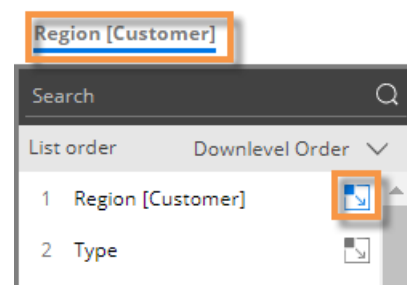 Region [Customer]
Search
List order Downlevel Order
1 Region [Customer]
2 Type